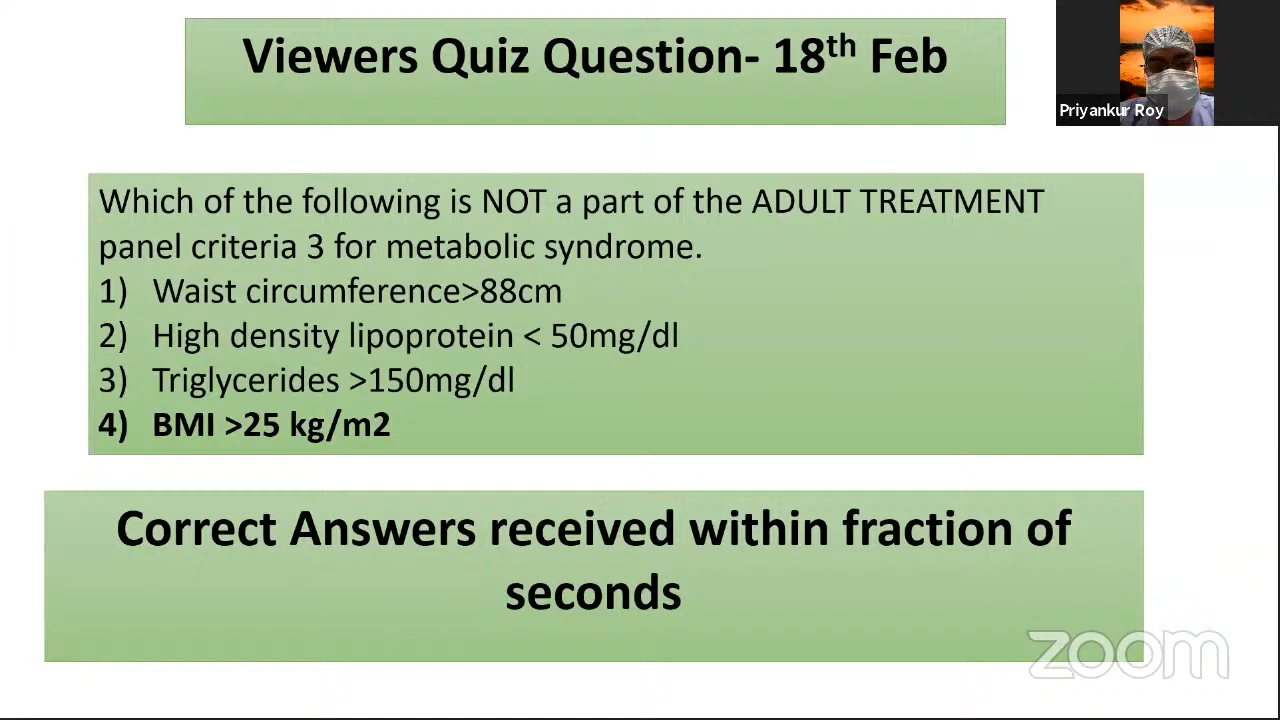 Viewers Quiz Question- 18th Feb
Priyankur Roy
Which of the following is NOT a part of the ADULT TREATMENT
panel criteria 3 for metabolic syndrome.
1) Waist circumference>88cm
2) High density lipoprotein < 50mg/dl
3) Triglycerides >150mg/dl
4) BMI >25 kg/m2
Correct Answers received within fraction of
seconds
zoom